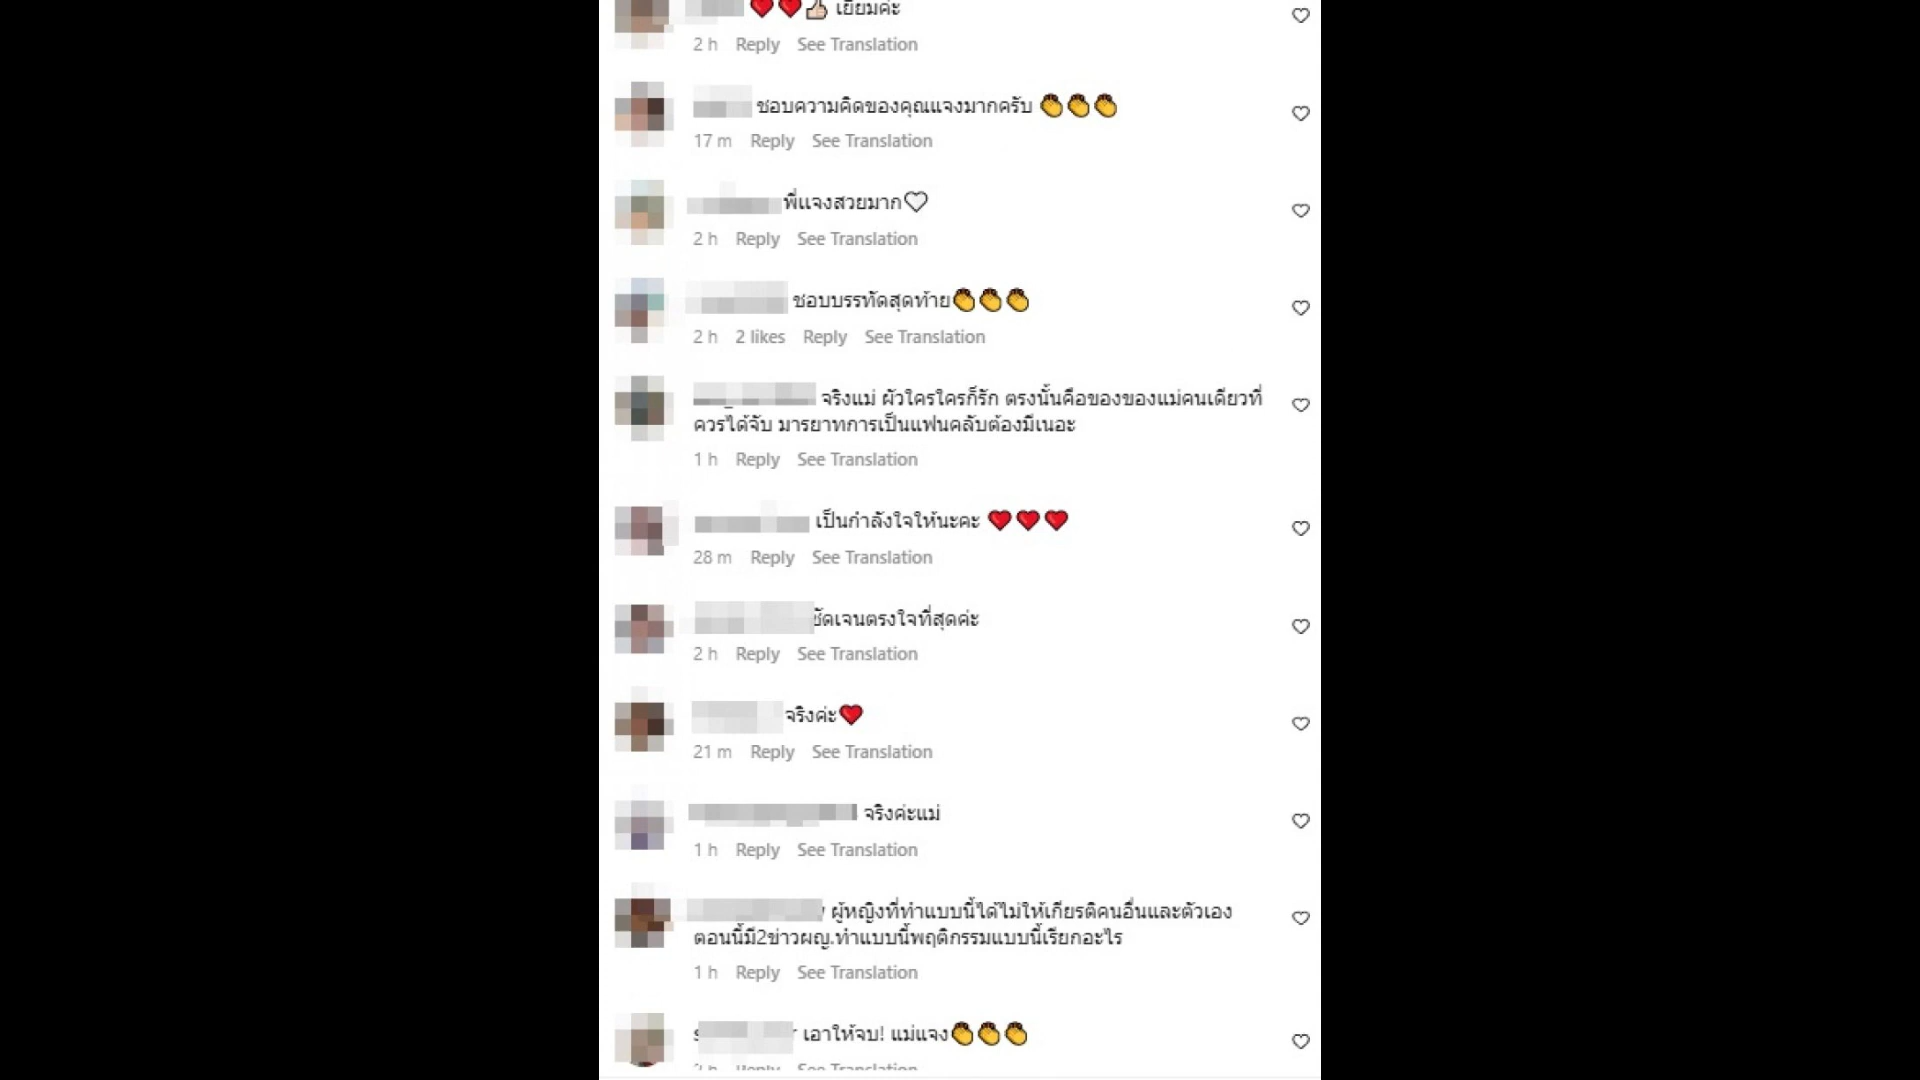 ❤️❤️👍🏻 เยี่ยมค่ะ
2 h Reply See Translation
ชอบความคิดของคุณแจงมากครับ 👏👏👏
17 m Reply See Translation
พี่แจงสวยมาก🤍
2 h Reply See Translation
ชอบบรรทัดสุดท้าย👏👏👏
2 h 2 likes Reply See Translation
จริงแม่ ผัวใครใครก็รัก ตรงนั้นคือของของแม่คนเดียวที่
ควรได้จับ มารยาทการเป็นแฟนคลับต้องมีเนอะ
1 h Reply See Translation
เป็นกำลังใจให้นะคะ ❤️❤️❤️
28 m Reply See Translation
ชัดเจนตรงใจที่สุดค่ะ
2 h Reply See Translation
จริงค่ะ❤️
21 m Reply See Translation
จริงค่ะแม่
1 h Reply See Translation
ผู้หญิงที่ทำแบบนี้ได้ไม่ให้เกียรติคนอื่นและตัวเอง
ตอนนี้มี2ข่าวผญ.ทำแบบนี้พฤติกรรมแบบนี้เรียกอะไร
1 h Reply See Translation
เอาให้จบ! แม่แจง👏👏👏
2 h Reply See Translation